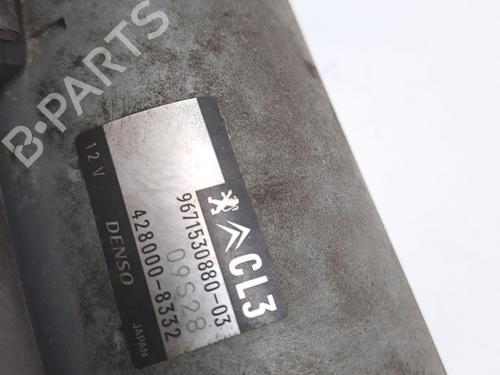 B-PARTS
CL3
9671530880-03
09S28
428000-8332
12V
DENSO
JAPAN